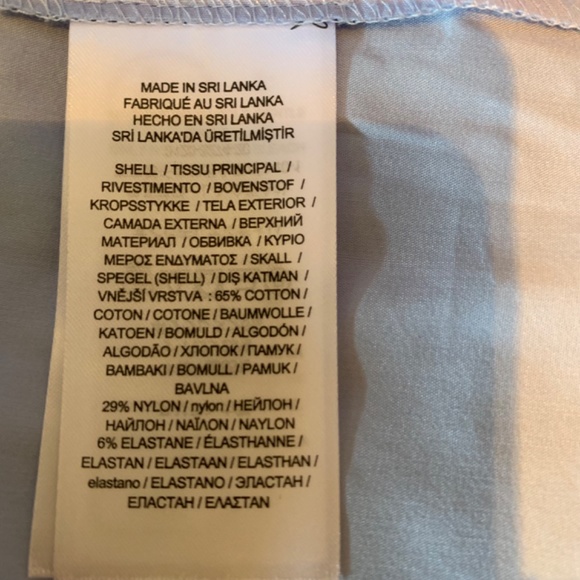 MADE IN SRI LANKA
FABRIQUÉ AU SRI LANKA
HECHO EN SRI LANKA
SRİ LANKA'DA ÜRETİLMİŞTİR
SHELL / TISSU PRINCIPAL /
RIVESTIMENTO / BOVENSTOF /
KROPSSTYKKE / TELA EXTERIOR /
CAMADA EXTERNA / ВЕРХНИЙ
МАТЕРИАЛ / ОБВИВКА / ΚΥΡΙΟ
ΜΕΡΟΣ ΕΝΔΥΜΑΤΟΣ / SKALL /
SPEGEL (SHELL) / DIŞ KATMAN /
VNĚJŠÍ VRSTVA : 65% COTTON /
COTON / COTONE / BAUMWOLLE /
KATOEN / BOMULD / ALGODÓN /
ALGODÃO / ХЛОПОК / ПАМУК /
ΒΑΜΒΑΚΙ / BOMULL / PAMUK /
BAVLNA
29% NYLON / nylon / НЕЙЛОН /
НАЙЛОН / ΝΑΪΛΟΝ / NAYLON
6% ELASTANE / ÉLASTHANNE /
ELASTAN / ELASTAAN / ELASTHAN /
elastano / ELASTANO / ЭЛАСТАН /
ЕЛАСТАН / ΕΛΑΣΤΑΝ